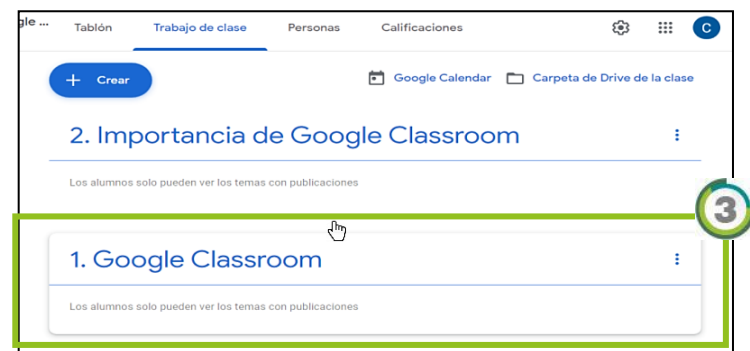 gle ... Tablón Trabajo de clase Personas Calificaciones C
+ Crear Google Calendar Carpeta de Drive de la clase
2. Importancia de Google Classroom
Los alumnos solo pueden ver los temas con publicaciones
3
1. Google Classroom
Los alumnos solo pueden ver los temas con publicaciones